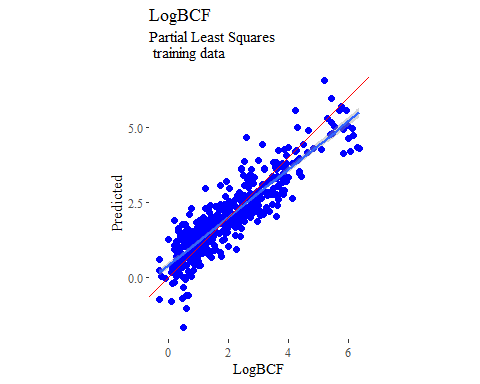 LogBCF
Partial Least Squares
training data
5.0
2.5
0.0
Predicted
0 2 4 6
LogBCF